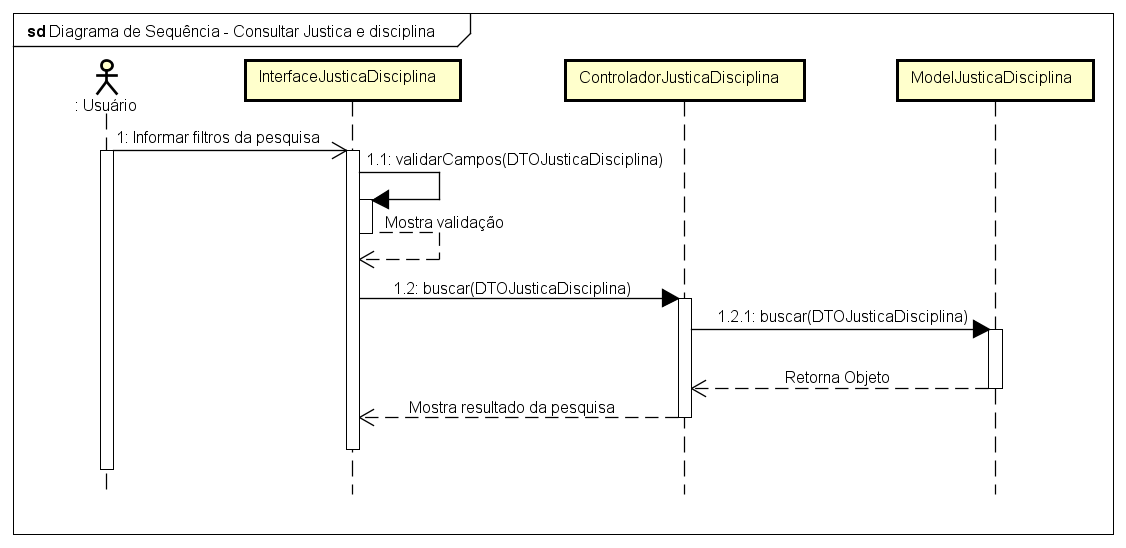 sd Diagrama de Sequência - Consultar Justica e disciplina
: Usuário
InterfaceJusticaDisciplina
ControladorJusticaDisciplina
ModelJusticaDisciplina
1: Informar filtros da pesquisa
1.1: validarCampos(DTOJusticaDisciplina)
Mostra validação
1.2: buscar(DTOJusticaDisciplina)
1.2.1: buscar(DTOJusticaDisciplina)
Retorna Objeto
Mostra resultado da pesquisa